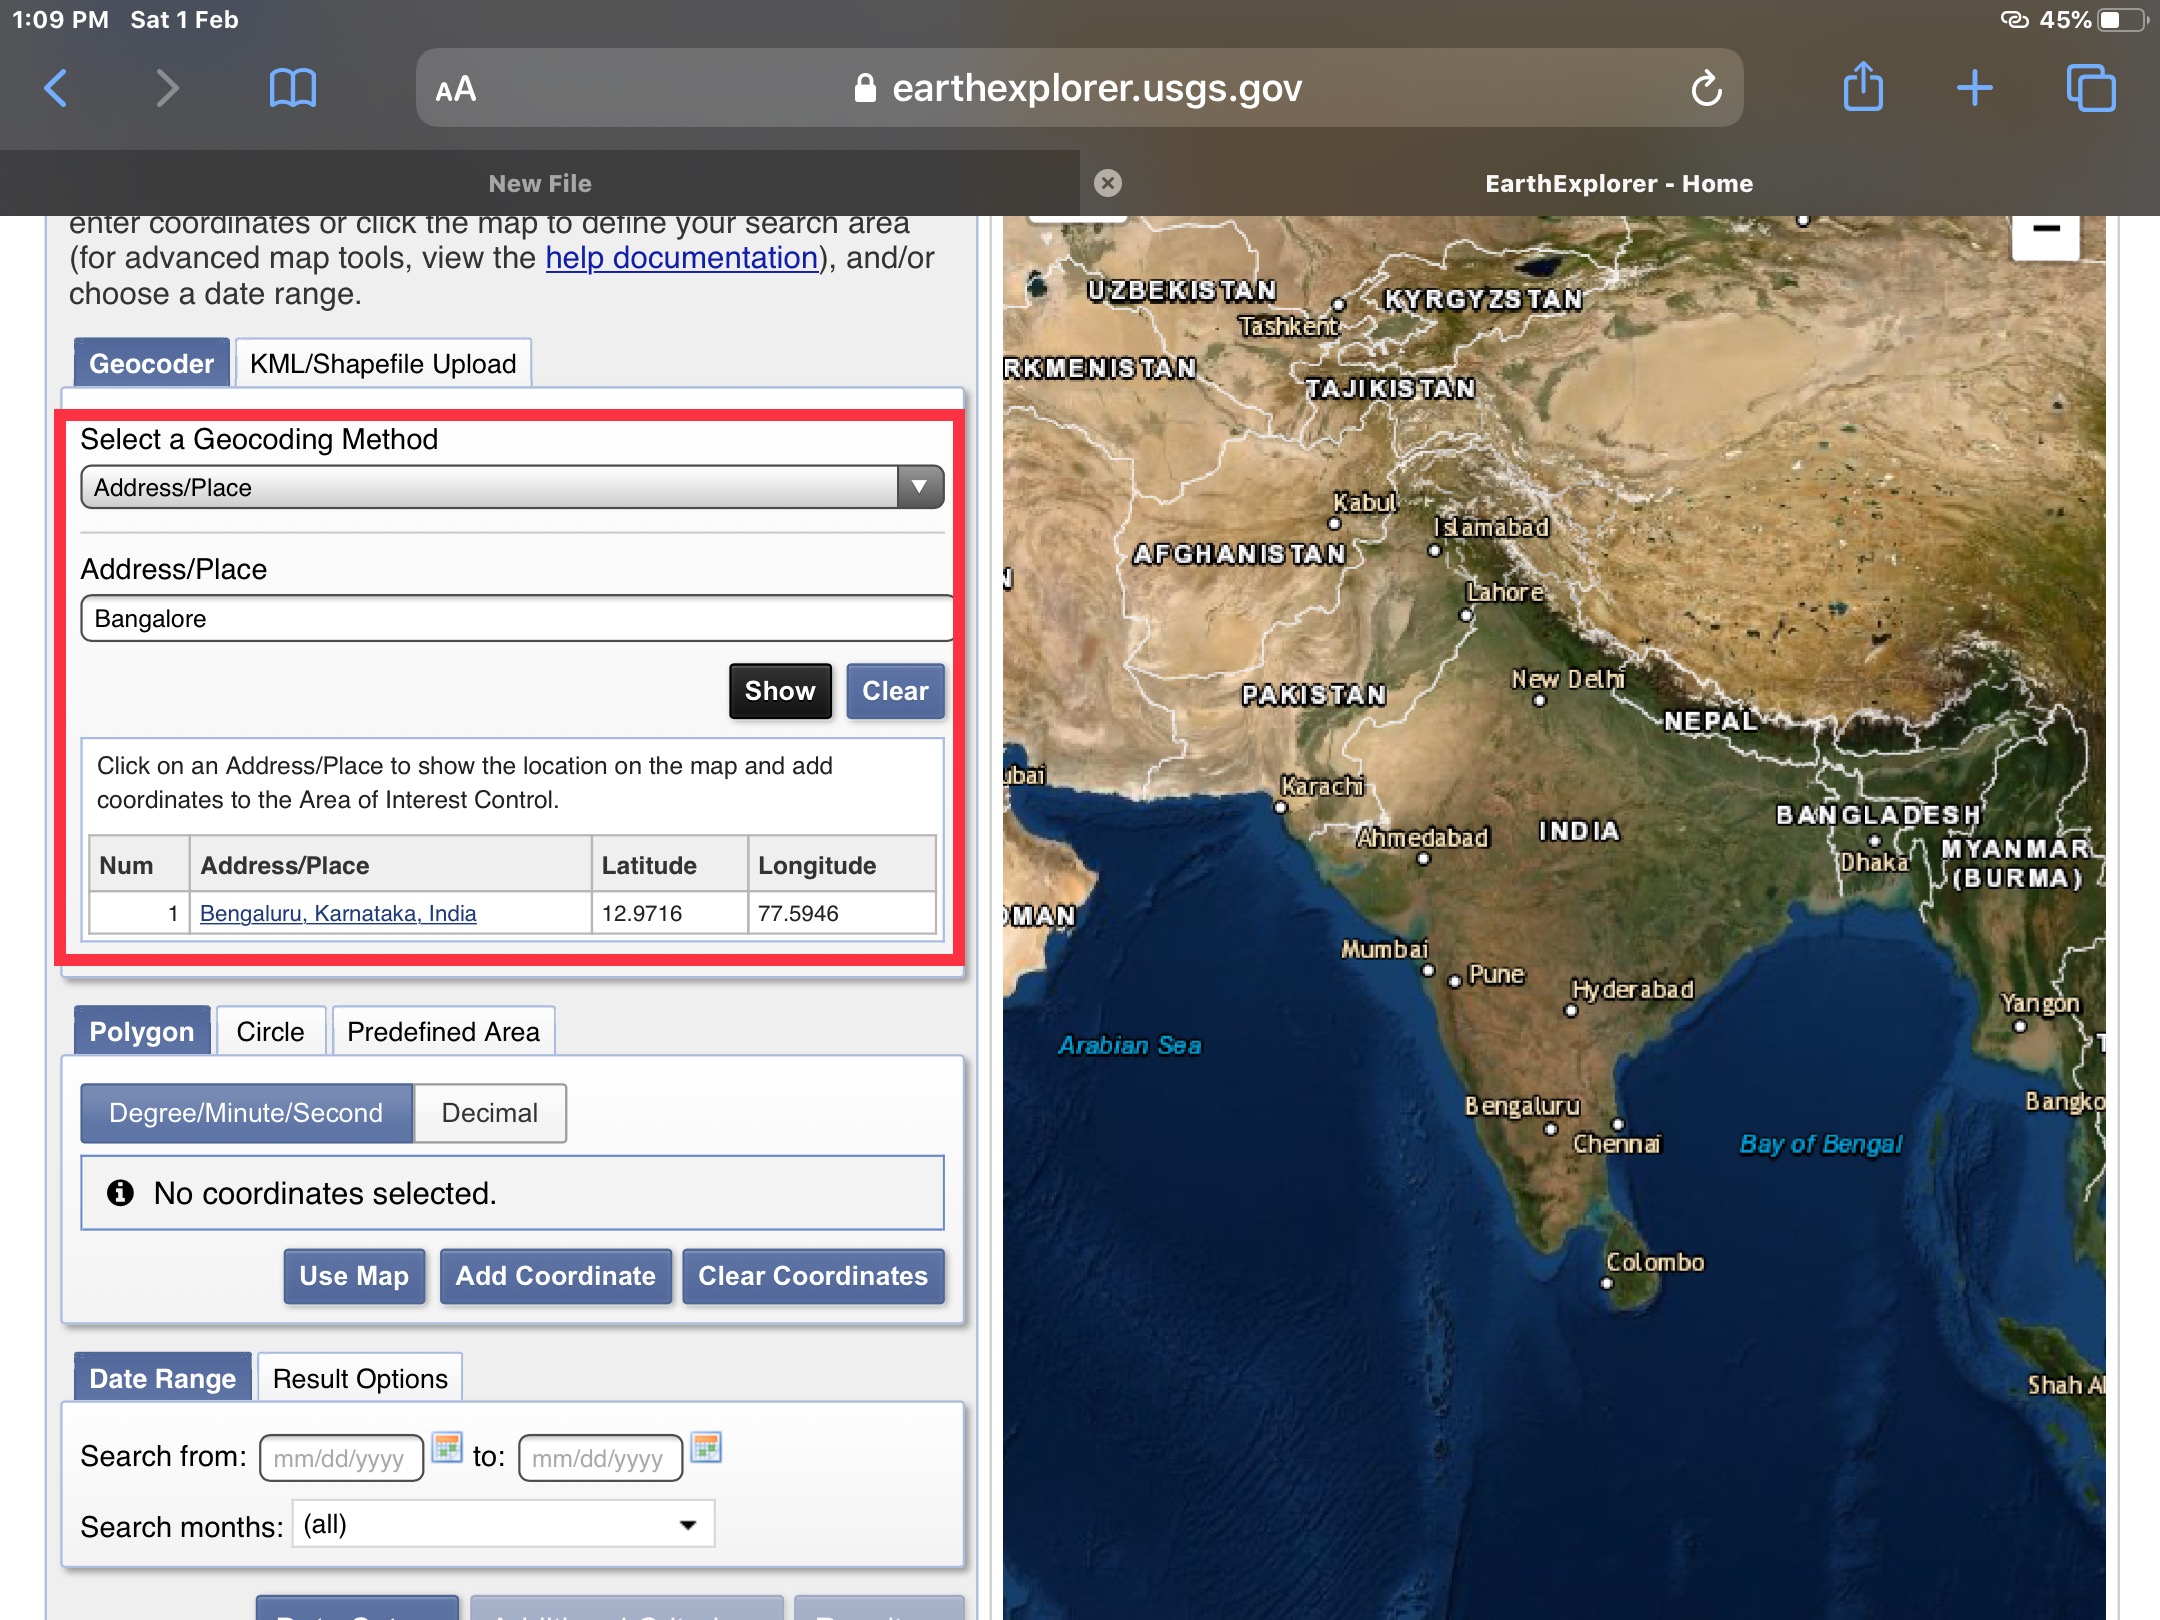 1:09 PM Sat 1 Feb
45%
AA
earthexplorer.usgs.gov
New File
EarthExplorer - Home
enter coordinates or click the map to define your search area
(for advanced map tools, view the help documentation), and/or
choose a date range.
Geocoder
KML/Shapefile Upload
Select a Geocoding Method
Address/Place
Address/Place
Bangalore
Show
Clear
Click on an Address/Place to show the location on the map and add
coordinates to the Area of Interest Control.
Num Address/Place Latitude Longitude
1 Bengaluru, Karnataka, India 12.9716 77.5946
Polygon
Circle
Predefined Area
Degree/Minute/Second
Decimal
No coordinates selected.
Use Map
Add Coordinate
Clear Coordinates
Date Range
Result Options
Search from: mm/dd/yyyy to: mm/dd/yyyy
Search months: (all)
UZBEKISTAN
KYRGYZSTAN
Tashkent
RKMENISTAN
TAJIKISTAN
Kabul
Islamabad
AFGHANISTAN
Lahore
New Delhi
PAKISTAN
NEPAL
ubai
Karachi
BANGLADESH
INDIA
Ahmedabad
MYANMAR
(BURMA)
Dhaka
MAN
Mumbai
Pune
Hyderabad
Yangon
Arabian Sea
Bengaluru
Bangko
Chennai
Bay of Bengal
Colombo
Shah Al